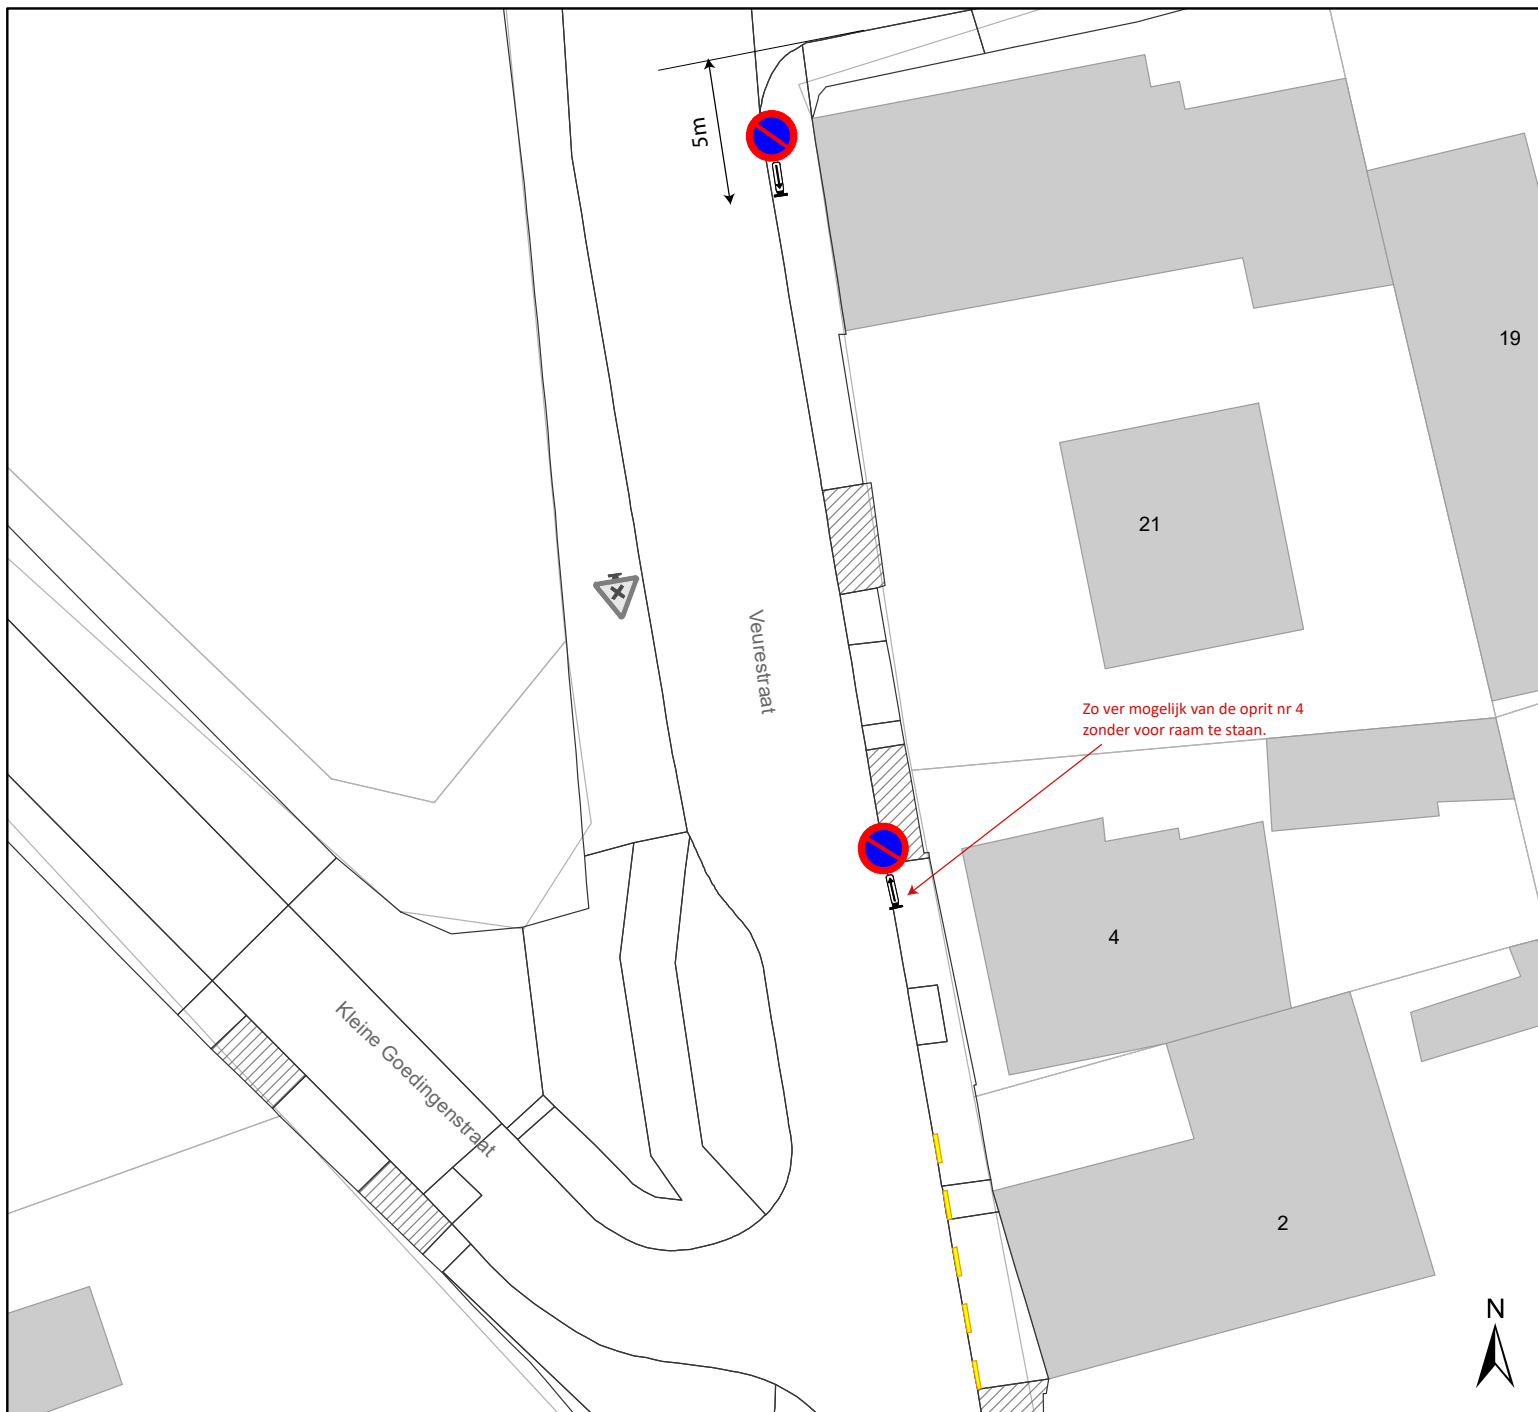 5m
19
21
Veurestraat
Zo ver mogelijk van de oprit nr 4
zonder voor raam te staan.
4
Kleine Goedingenstraat
2
N